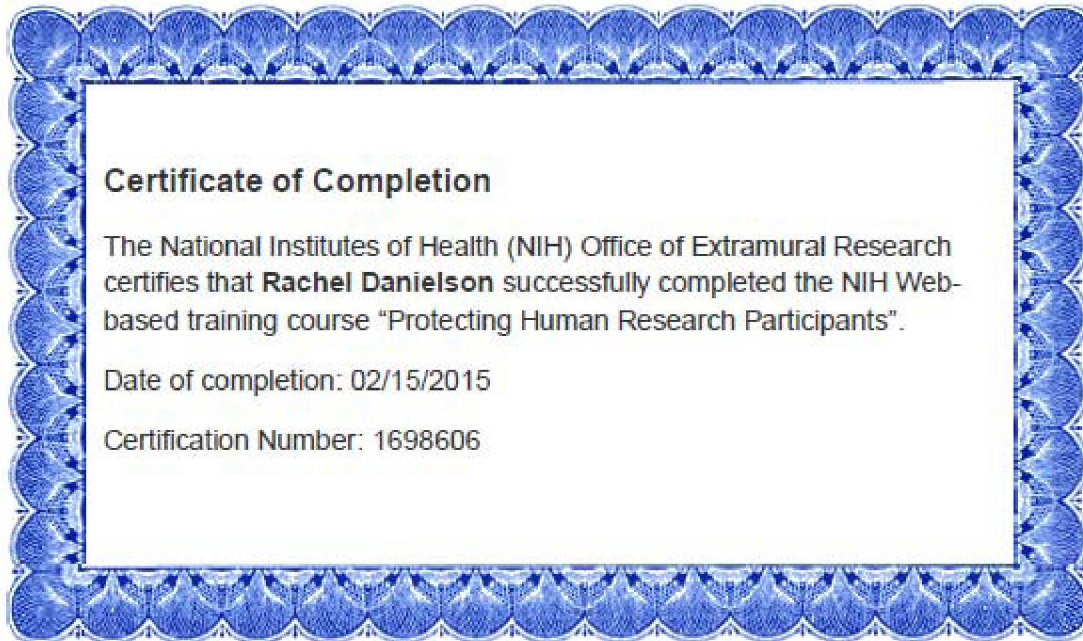 Certificate of Completion
The National Institutes of Health (NIH) Office of Extramural Research
certifies that Rachel Danielson successfully completed the NIH Web-
based training course “Protecting Human Research Participants”.
Date of completion: 02/15/2015
Certification Number: 1698606